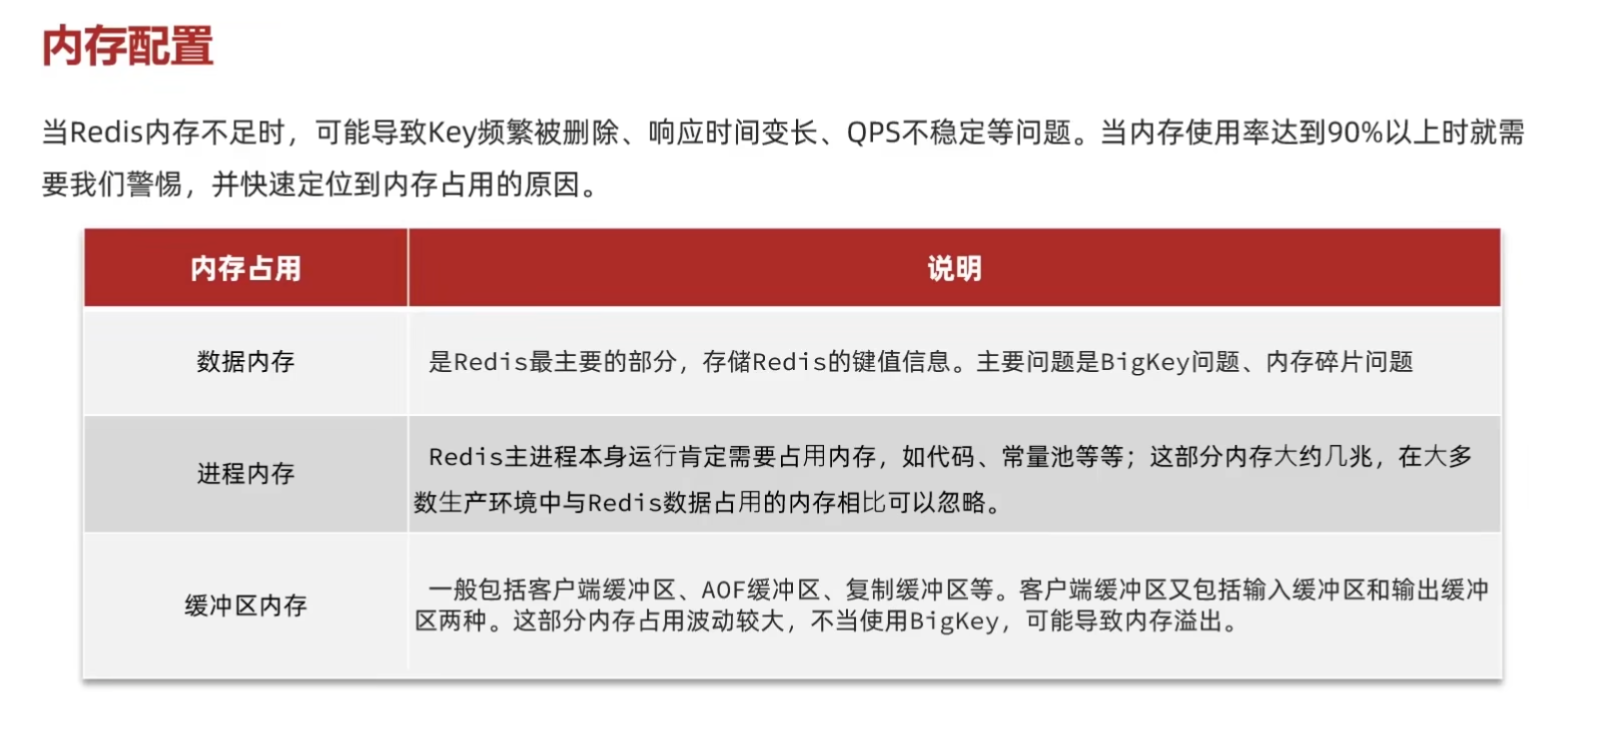 内存配置
当Redis内存不足时，可能导致Key频繁被删除、响应时间变长、QPS不稳定等问题。当内存使用率达到90%以上时就需
要我们警惕，并快速定位到内存占用的原因。
内存占用
说明
数据内存
是Redis最主要的部分，存储Redis的键值信息。主要问题是BigKey问题、内存碎片问题
进程内存
Redis主进程本身运⾏肯定需要占⽤内存，如代码、常量池等等；这部分内存⼤约⼏兆，在⼤多
数⽣产环境中与Redis数据占⽤的内存相⽐可以忽略。
缓冲区内存
一般包括客户端缓冲区、AOF缓冲区、复制缓冲区等。客户端缓冲区又包括输入缓冲区和输出缓冲
区两种。这部分内存占用波动较大，不当使用BigKey，可能导致内存溢出。